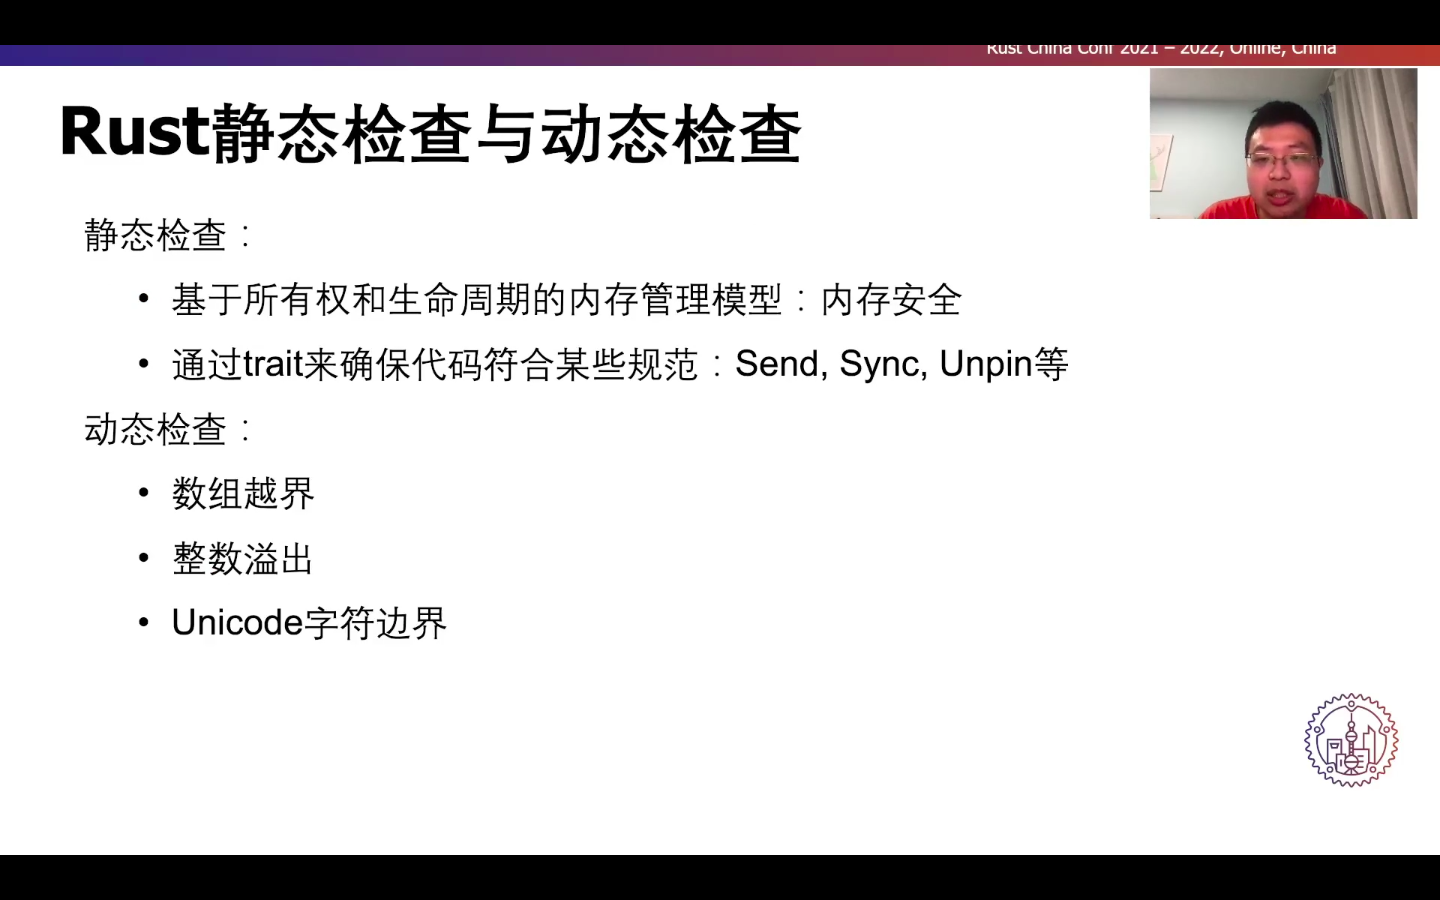 Rust China Conf 2021 – 2022, Online, China
Rust静态检查与动态检查
静态检查：
• 基于所有权和生命周期的内存管理模型：内存安全
• 通过trait来确保代码符合某些规范：Send, Sync, Unpin等
动态检查：
• 数组越界
• 整数溢出
• Unicode字符边界